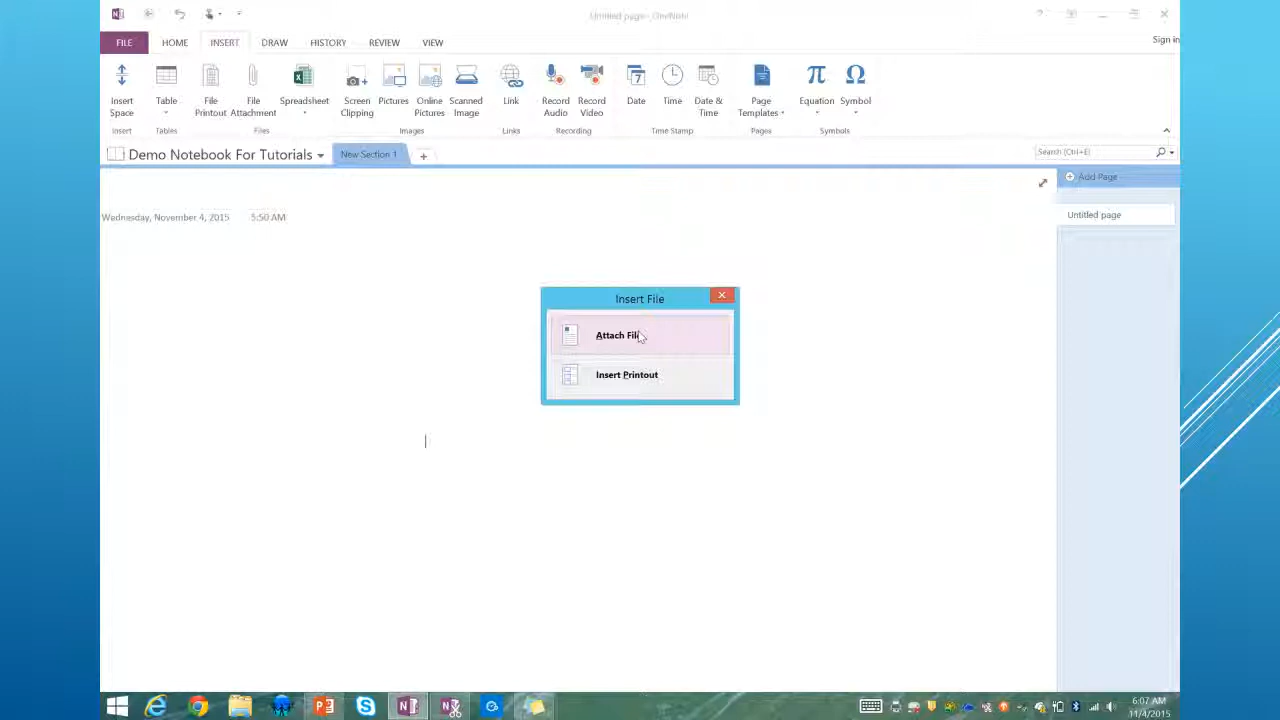 Untitled page - OneNote
?
FILE HOME INSERT DRAW HISTORY REVIEW VIEW
Sign in
Insert Space
Table
File Printout
File Attachment
Spreadsheet
Screen Clipping
Pictures
Online Pictures
Scanned Image
Link
Record Audio
Record Video
7
Date
Time
Date & Time
Page Templates
π
Equation
Ω
Symbol
Insert Tables Files Images Links Recording Time Stamp Pages Symbols
Demo Notebook For Tutorials New Section 1 +
Search (Ctrl+E)
Add Page
Wednesday, November 4, 2015 5:50 AM
Untitled page
Insert File
Attach File
Insert Printout
6:07 AM
11/4/2015